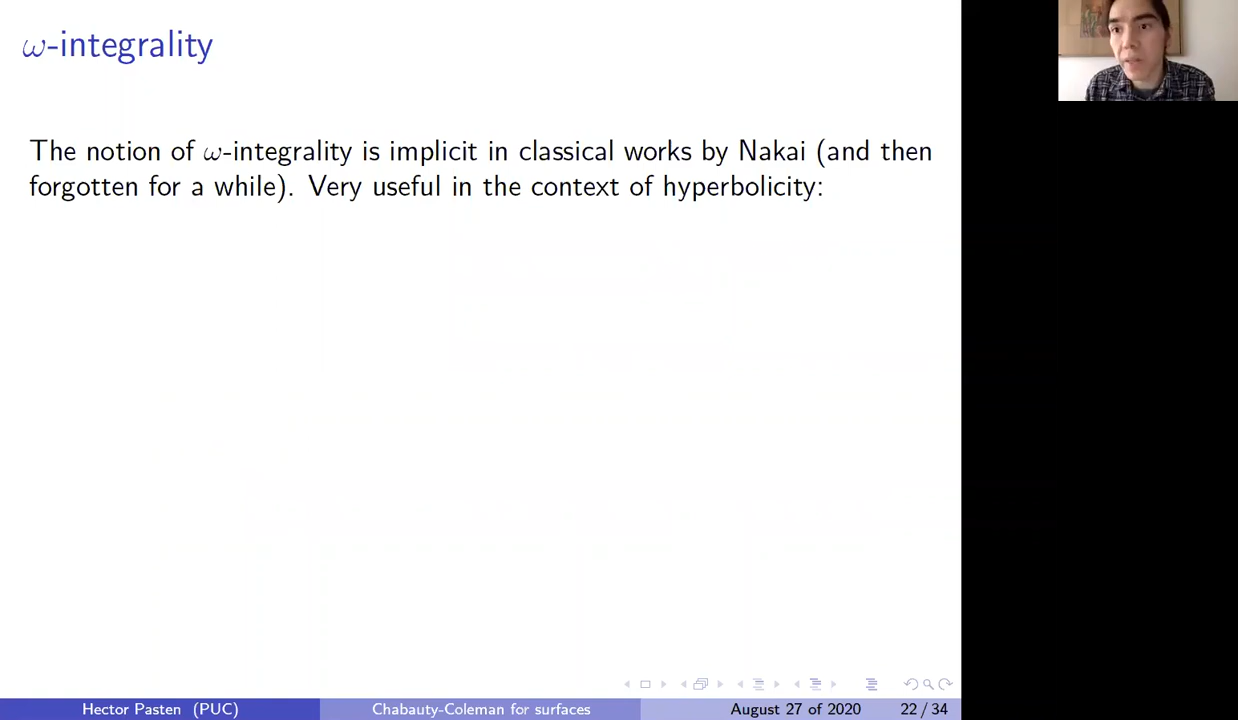 ω-integrality
The notion of ω-integrality is implicit in classical works by Nakai (and then
forgotten for a while). Very useful in the context of hyperbolicity:
Hector Pasten (PUC)
Chabauty-Coleman for surfaces
August 27 of 2020
22 / 34